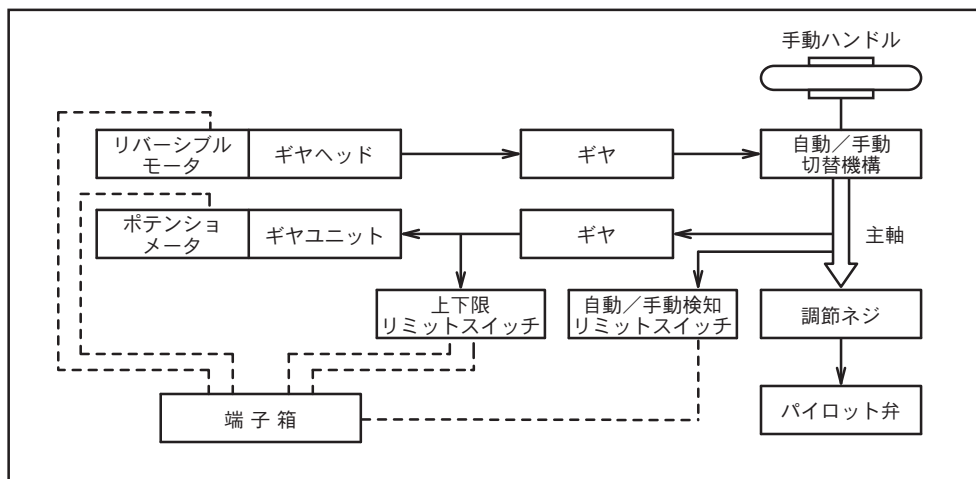 手動ハンドル
リバーシブル
モータ
ギヤヘッド
ギヤ
自動／手動
切替機構
ポテンショ
メータ
ギヤユニット
ギヤ
主軸
上下限
リミットスイッチ
自動／手動検知
リミットスイッチ
調節ネジ
端子箱
パイロット弁